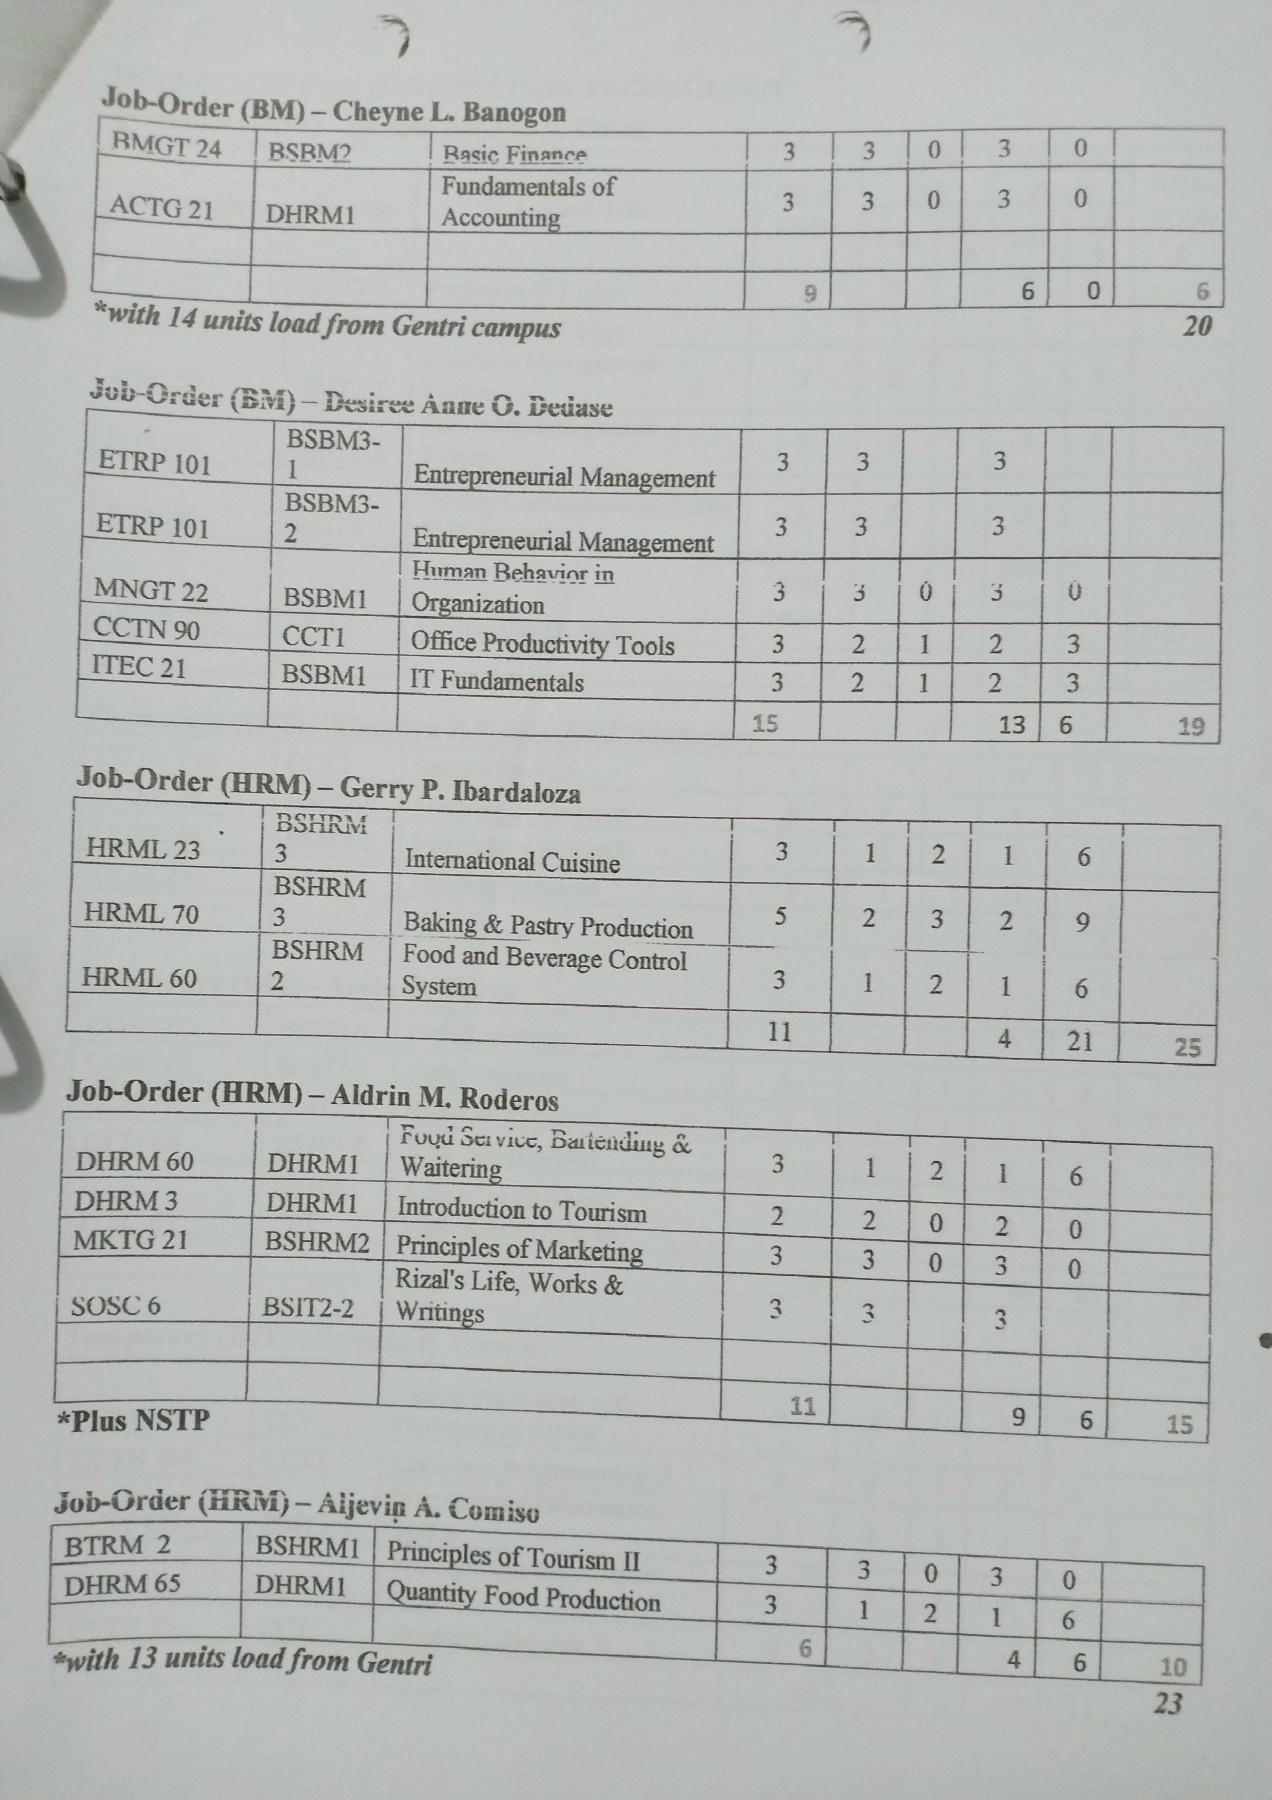 Job-Order (BM) – Cheyne L. Banogon
BMGT 24 BSBM2 Basic Finance 3 3 0 3 0
ACTG 21 DHRM1 Fundamentals of Accounting 3 3 0 3 0
9 6 0 6
*with 14 units load from Gentri campus 20
Job-Order (BM) – Desiree Anne O. Dedase
ETRP 101 BSBM3-1 Entrepreneurial Management 3 3 3
ETRP 101 BSBM3-2 Entrepreneurial Management 3 3 3
MNGT 22 BSBM1 Human Behavior in Organization 3 3 0 3 0
CCTN 90 CCT1 Office Productivity Tools 3 2 1 2 3
ITEC 21 BSBM1 IT Fundamentals 3 2 1 2 3
15 13 6 19
Job-Order (HRM) – Gerry P. Ibardaloza
HRML 23 BSHRM 3 International Cuisine 3 1 2 1 6
HRML 70 BSHRM 3 Baking & Pastry Production 5 2 3 2 9
HRML 60 BSHRM 2 Food and Beverage Control System 3 1 2 1 6
11 4 21 25
Job-Order (HRM) – Aldrin M. Roderos
DHRM 60 DHRM1 Food Service, Bartending & Waitering 3 1 2 1 6
DHRM 3 DHRM1 Introduction to Tourism 2 2 0 2 0
MKTG 21 BSHRM2 Principles of Marketing 3 3 0 3 0
SOSC 6 BSIT2-2 Rizal's Life, Works & Writings 3 3 3
11 9 6 15
*Plus NSTP
Job-Order (HRM) – Aljevin A. Comiso
BTRM 2 BSHRM1 Principles of Tourism II 3 3 0 3 0
DHRM 65 DHRM1 Quantity Food Production 3 1 2 1 6
6 4 6 10
*with 13 units load from Gentri 23